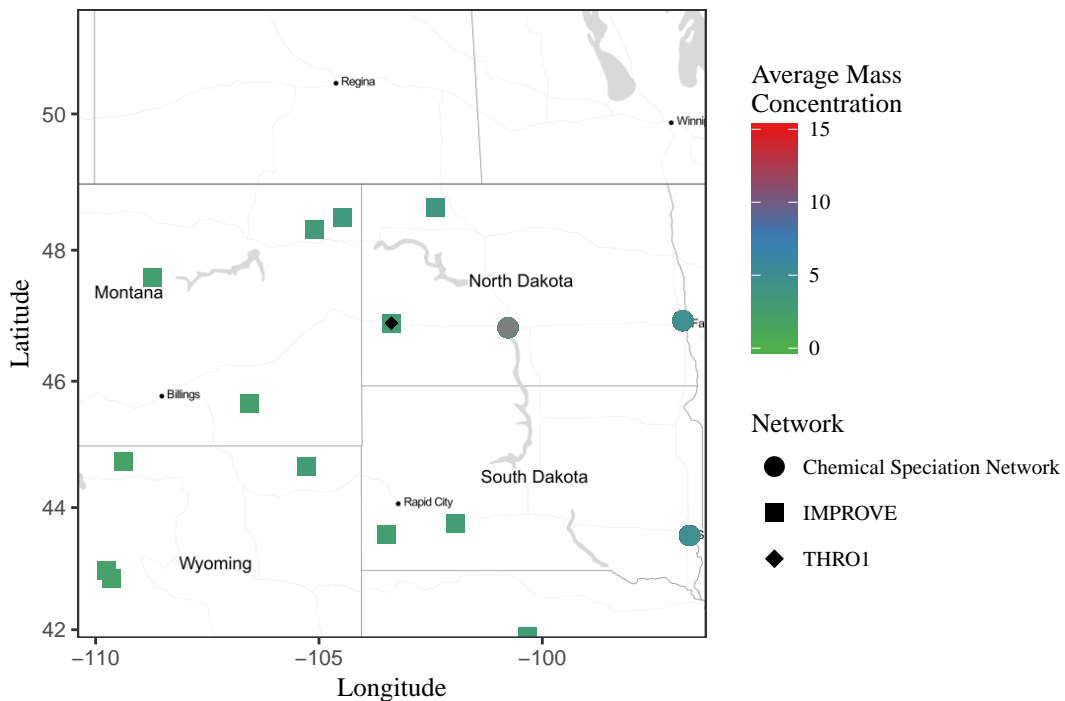 Regina
50
Winni
48
North Dakota
Montana
Fa
46
Billings
South Dakota
Rapid City
44
S
Wyoming
42
−110
−105
−100
Longitude
Latitude
Average Mass
Concentration
15
10
5
0
Network
Chemical Speciation Network
IMPROVE
THRO1